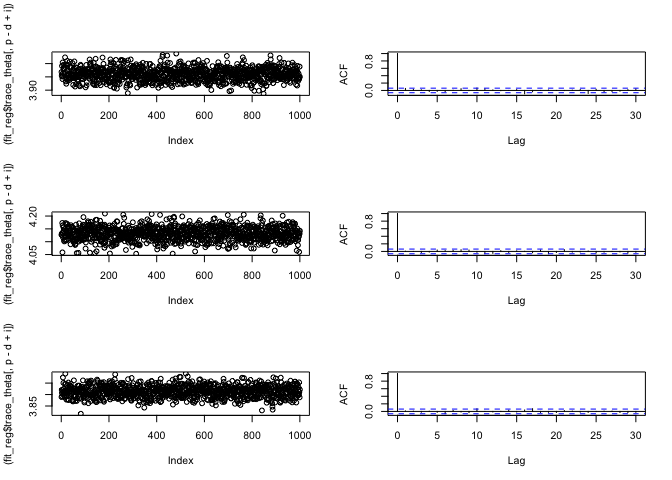 (fit_reg$trace_theta[, p - d + i])
3.90
0 200 400 600 800 1000
Index
ACF
0.0 0.8
0 5 10 15 20 25 30
Lag
(fit_reg$trace_theta[, p - d + i])
4.05 4.20
0 200 400 600 800 1000
Index
ACF
0.0 0.8
0 5 10 15 20 25 30
Lag
(fit_reg$trace_theta[, p - d + i])
3.85
0 200 400 600 800 1000
Index
ACF
0.0 0.8
0 5 10 15 20 25 30
Lag